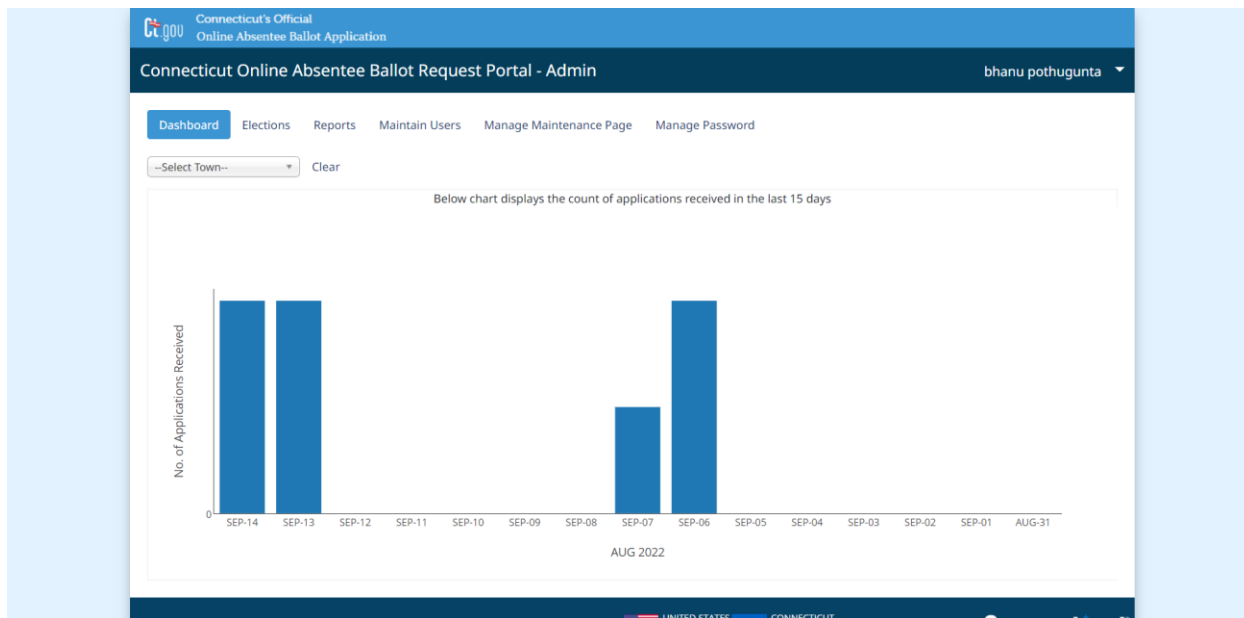 Ct.gov
Connecticut's Official
Online Absentee Ballot Application
Connecticut Online Absentee Ballot Request Portal - Admin bhanu pothugunta
Dashboard Elections Reports Maintain Users Manage Maintenance Page Manage Password
--Select Town-- Clear
Below chart displays the count of applications received in the last 15 days
No. of Applications Received
0
SEP-14 SEP-13 SEP-12 SEP-11 SEP-10 SEP-09 SEP-08 SEP-07 SEP-06 SEP-05 SEP-04 SEP-03 SEP-02 SEP-01 AUG-31
AUG 2022
UNITED STATES CONNECTICUT